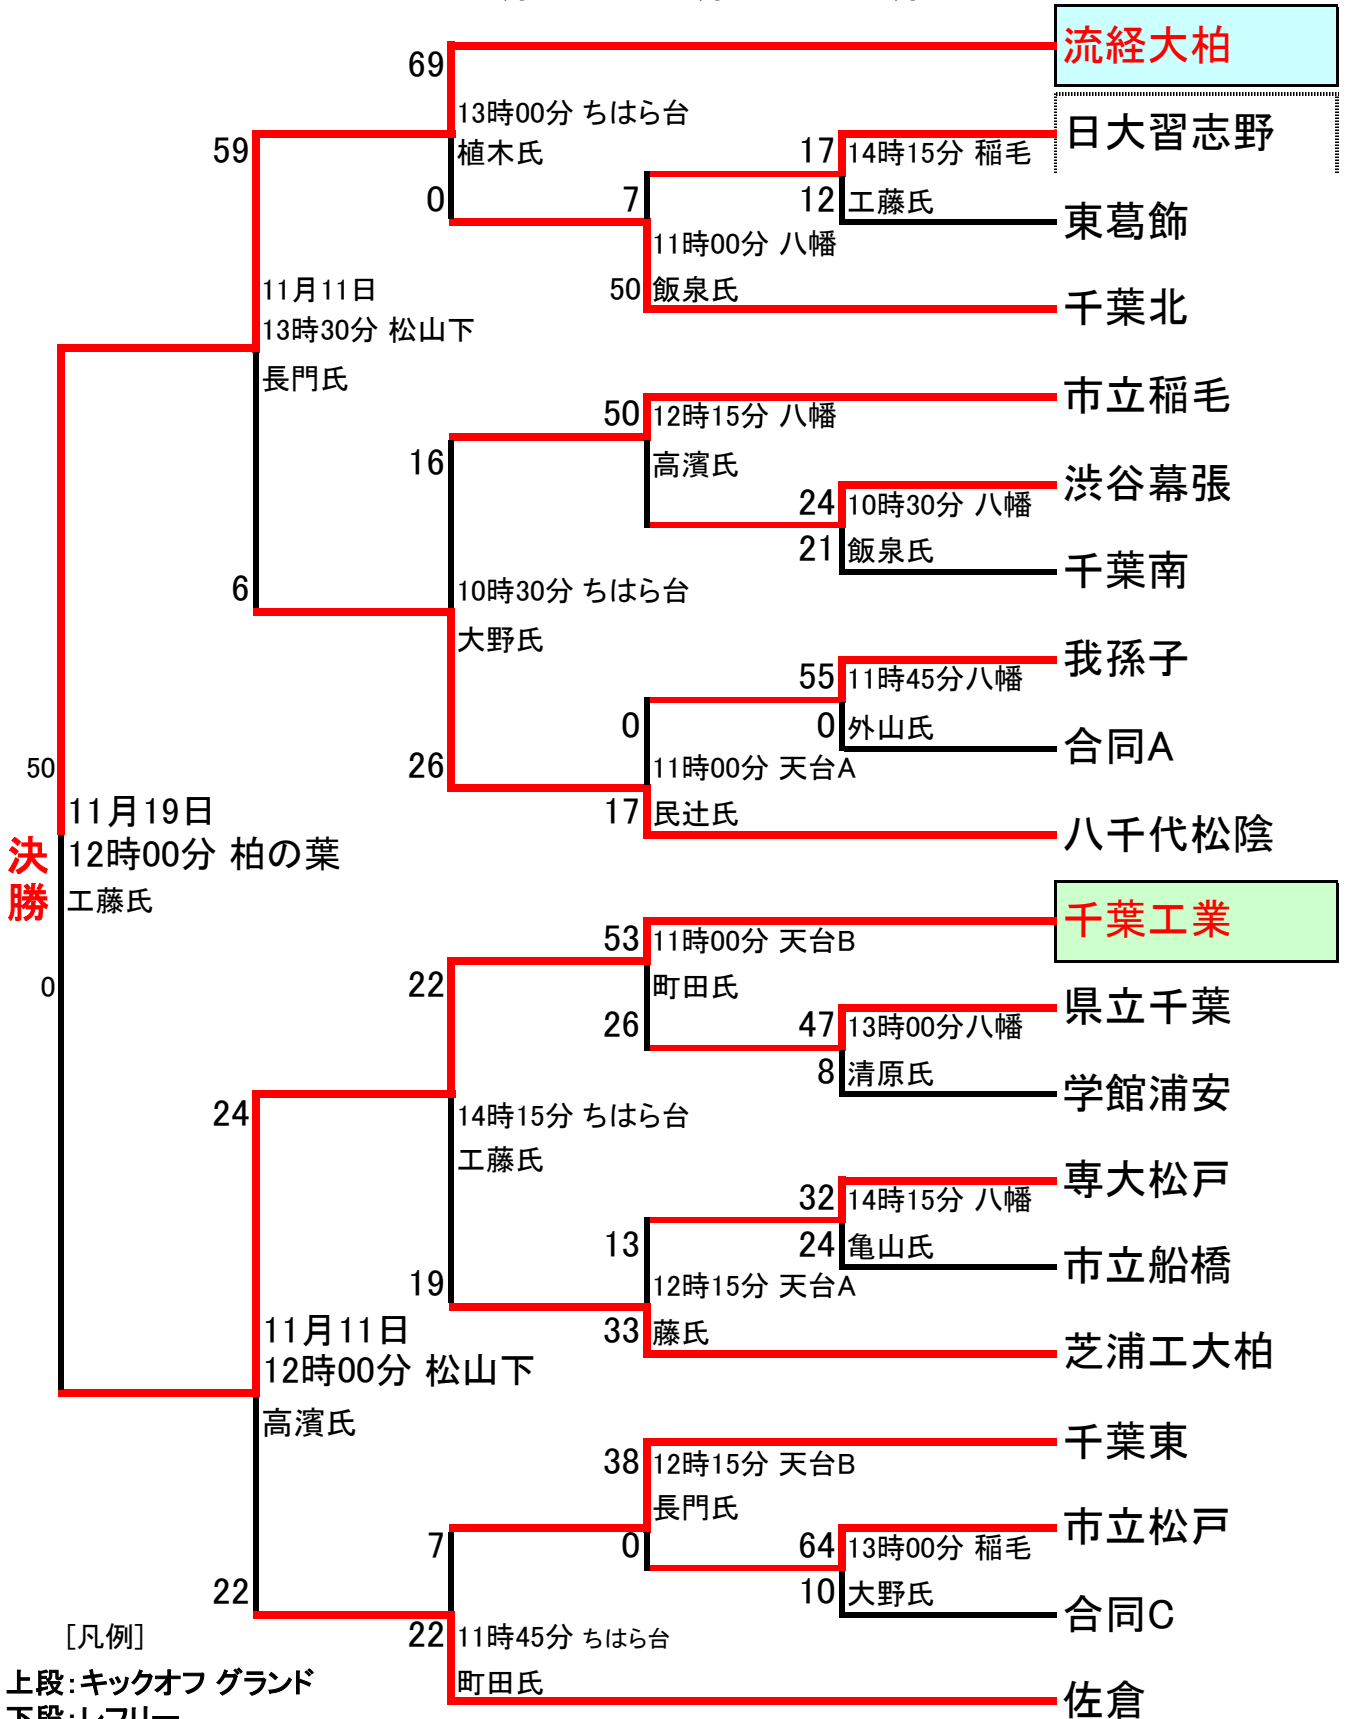 69
流経大柏
13時00分 ちはら台
植木氏
59
0
17
14時15分 稲毛
日大習志野
12
工藤氏
東葛飾
7
11時00分 八幡
50
飯泉氏
千葉北
11月11日
13時30分 松山下
長門氏
50
12時15分 八幡
市立稲毛
16
高濱氏
24
10時30分 八幡
渋谷幕張
21
飯泉氏
千葉南
6
10時30分 ちはら台
大野氏
55
11時45分八幡
我孫子
0
外山氏
合同A
0
11時00分 天台A
26
17
民辻氏
八千代松陰
50
11月19日
12時00分 柏の葉
決勝
工藤氏
0
53
11時00分 天台B
千葉工業
22
町田氏
26
47
13時00分八幡
県立千葉
8
清原氏
学館浦安
24
14時15分 ちはら台
工藤氏
32
14時15分 八幡
専大松戸
24
亀山氏
市立船橋
13
12時15分 天台A
19
33
藤氏
芝浦工大柏
11月11日
12時00分 松山下
高濱氏
38
12時15分 天台B
千葉東
長門氏
7
0
64
13時00分 稲毛
市立松戸
10
大野氏
合同C
22
22
11時45分 ちはら台
町田氏
佐倉
[凡例]
上段:キックオフ グランド
下段:レフリー